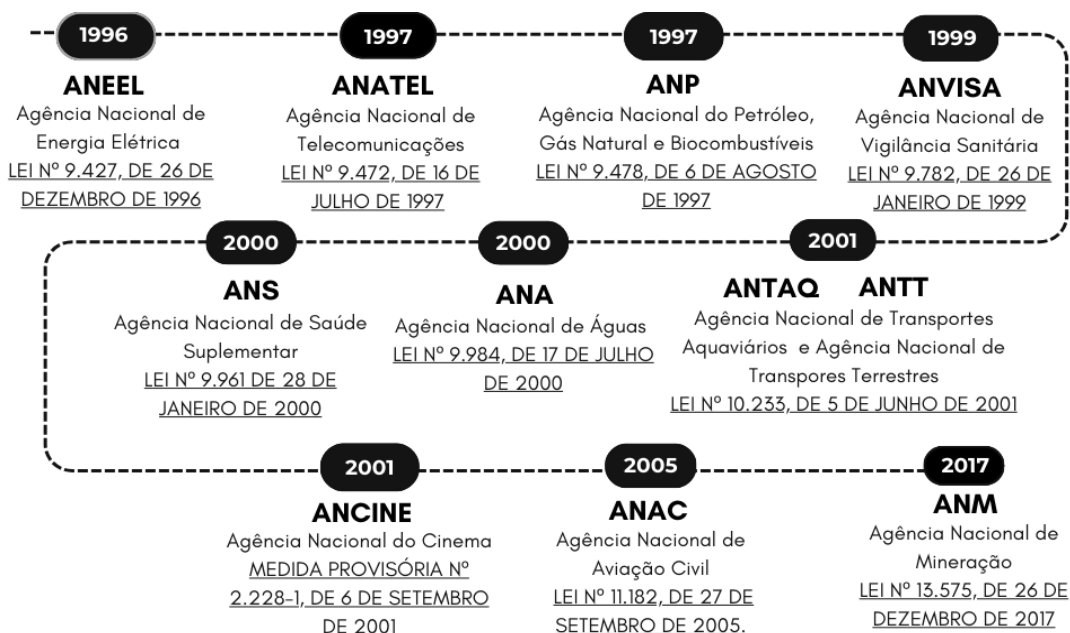 1996
ANEEL
Agência Nacional de
Energia Elétrica
LEI Nº 9.427, DE 26 DE
DEZEMBRO DE 1996
1997
ANATEL
Agência Nacional de
Telecomunicações
LEI Nº 9.472, DE 16 DE
JULHO DE 1997
1997
ANP
Agência Nacional do Petróleo,
Gás Natural e Biocombustíveis
LEI Nº 9.478, DE 6 DE AGOSTO
DE 1997
1999
ANVISA
Agência Nacional de
Vigilância Sanitária
LEI Nº 9.782, DE 26 DE
JANEIRO DE 1999
2000
ANS
Agência Nacional de Saúde
Suplementar
LEI Nº 9.961 DE 28 DE
JANEIRO DE 2000
2000
ANA
Agência Nacional de Águas
LEI Nº 9.984, DE 17 DE JULHO
DE 2000
2001
ANTAQ ANTT
Agência Nacional de Transportes
Aquaviários e Agência Nacional de
Transpores Terrestres
LEI Nº 10.233, DE 5 DE JUNHO DE 2001
2001
ANCINE
Agência Nacional do Cinema
MEDIDA PROVISÓRIA Nº
2.228-1, DE 6 DE SETEMBRO
DE 2001
2005
ANAC
Agência Nacional de
Aviação Civil
LEI Nº 11.182, DE 27 DE
SETEMBRO DE 2005.
2017
ANM
Agência Nacional de
Mineração
LEI Nº 13.575, DE 26 DE
DEZEMBRO DE 2017